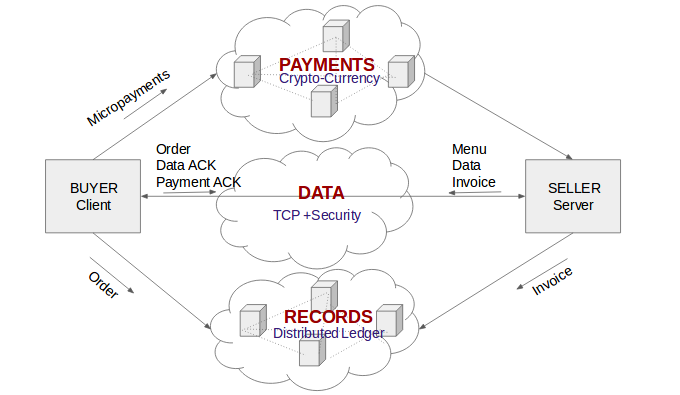 PAYMENTS
Crypto-Currency
Micropayments
Order
Data ACK
Payment ACK
Menu
Data
Invoice
BUYER
Client
DATA
TCP +Security
SELLER
Server
Order
Invoice
RECORDS
Distributed Ledger